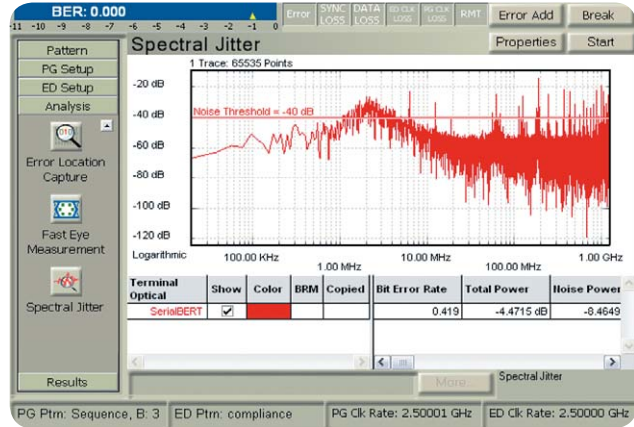 BER: 0.000
-11 -10 -9 -8 -7 -6 -5 -4 -3 -2 -1 0
Error
SYNC LOSS
DATA LOSS
ED CLK LOSS
PG CLK LOSS
RMT
Error Add
Break
Pattern
PG Setup
ED Setup
Analysis
Error Location
Capture
Fast Eye
Measurement
Spectral Jitter
Results
Spectral Jitter
Properties
Start
1 Trace: 65535 Points
Noise Threshold = -40 dB
-20 dB
-40 dB
-60 dB
-80 dB
-100 dB
-120 dB
Logarithmic
100.00 KHz
1.00 MHz
10.00 MHz
100.00 MHz
1.00 GHz
Terminal Optical Show Color BRM Copied Bit Error Rate Total Power Noise Power
SerialBERT 0.419 -4.4715 dB -8.4649
More...
Spectral Jitter
PG Ptrn: Sequence, B: 3 ED Ptrn: compliance PG Clk Rate: 2.50001 GHz ED Clk Rate: 2.50000 GHz